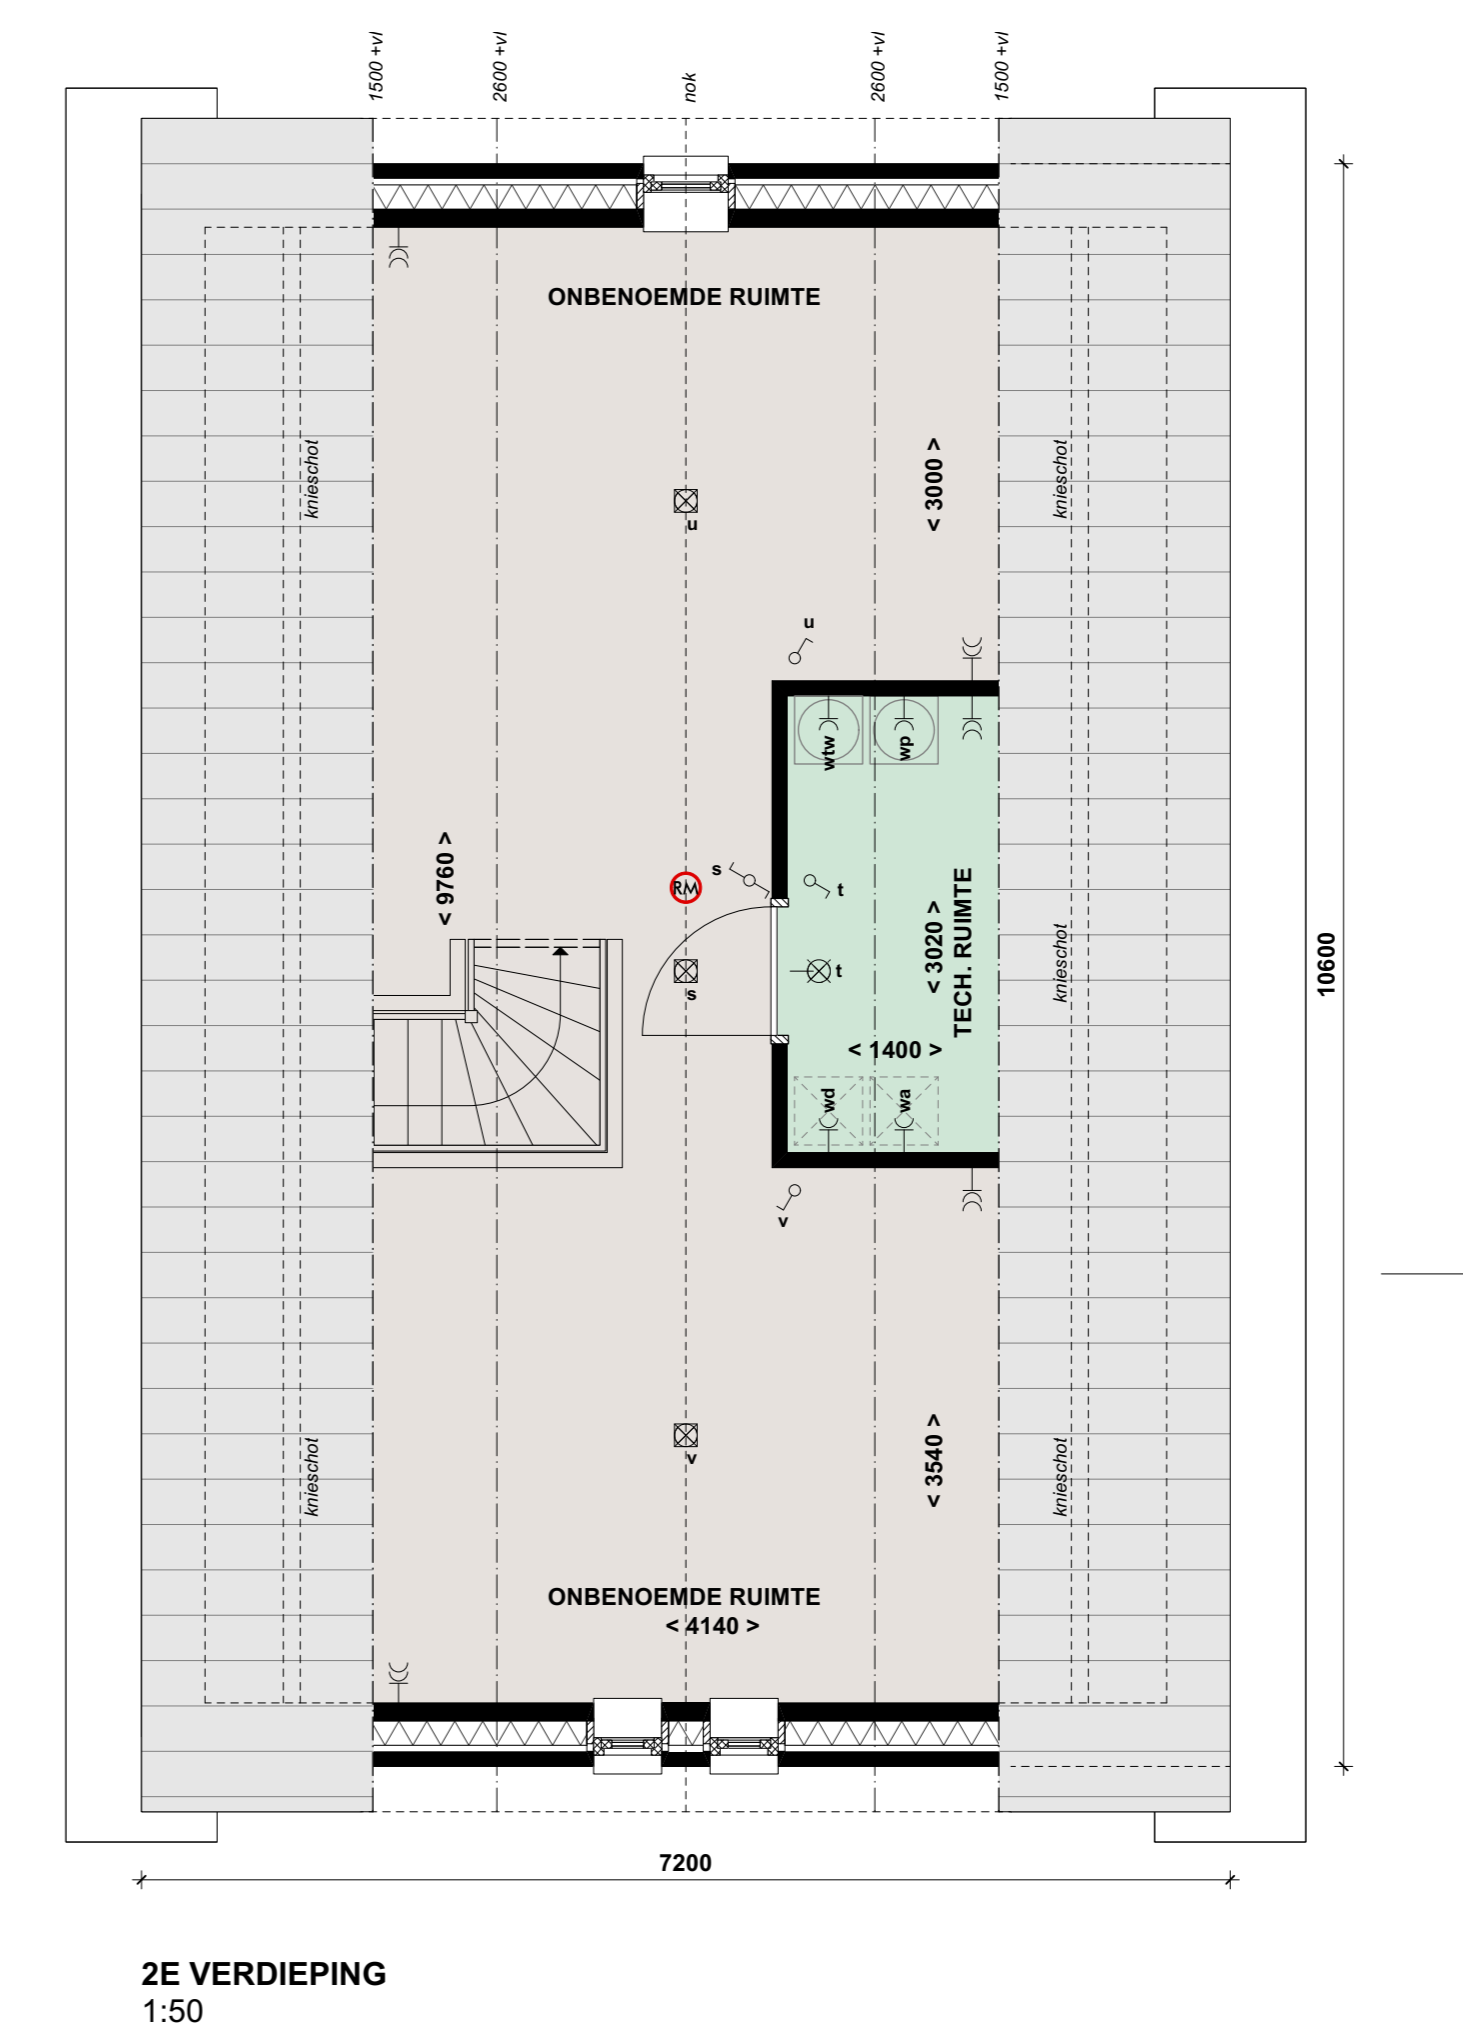 1500 +vl
2600 +vl
nok
2600 +vl
1500 +vl
ONBENOEMDE RUIMTE
knieschot
< 3000 >
knieschot
u
u
wtw
wp
< 9760 >
s
RM
t
s
t
< 3020 >
TECH. RUIMTE
knieschot
10600
< 1400 >
wd
wa
v
knieschot
v
< 3540 >
knieschot
ONBENOEMDE RUIMTE
< 4140 >
7200
2E VERDIEPING
1:50